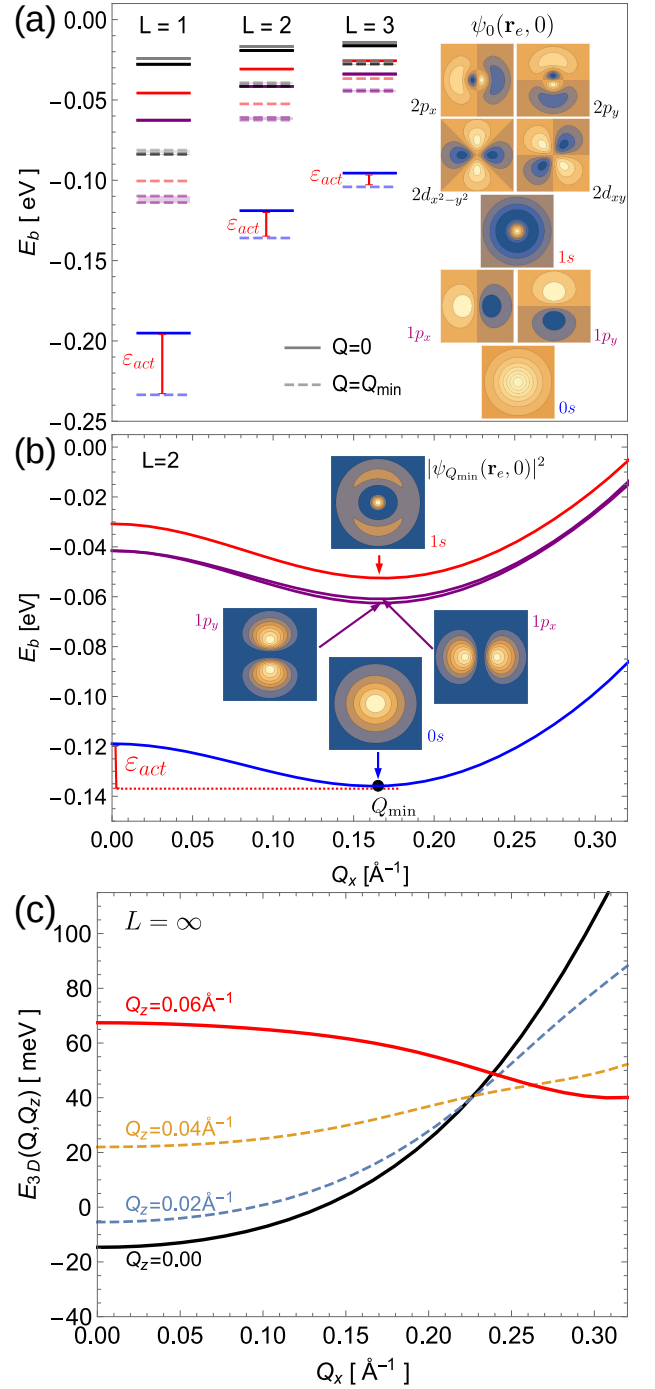 (a)
L = 1 L = 2 L = 3 ψ0(re, 0)
0.00
−0.05
−0.10
−0.15
−0.20
−0.25
Eb [ eV ]
εact
εact
εact
Q=0
Q=Qmin
2px 2py
2dx2−y2 2dxy
1s
1px 1py
0s
(b)
L=2
|ψQmin(re, 0)|2
0.00
−0.02
−0.04
−0.06
−0.08
−0.10
−0.12
−0.14
Eb [eV]
1s
1py 1px
0s
εact
Qmin
0.00 0.05 0.10 0.15 0.20 0.25 0.30
Qx [Å−1]
(c)
L = ∞
100
80
60
40
20
0
−20
−40
E3D(Q,Qz) [ meV ]
Qz=0.06Å−1
Qz=0.04Å−1
Qz=0.02Å−1
Qz=0.00
0.00 0.05 0.10 0.15 0.20 0.25 0.30
Qx [ Å−1]